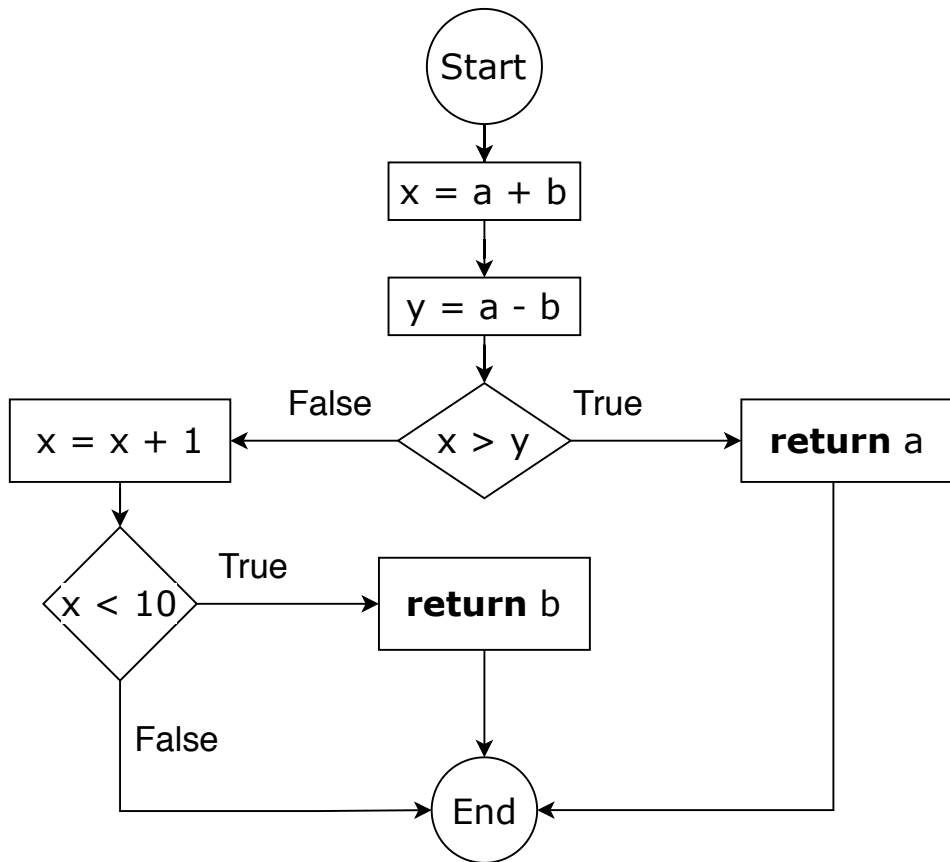 Start
x = a + b
y = a - b
False
True
x = x + 1
x > y
return a
True
x < 10
return b
False
End